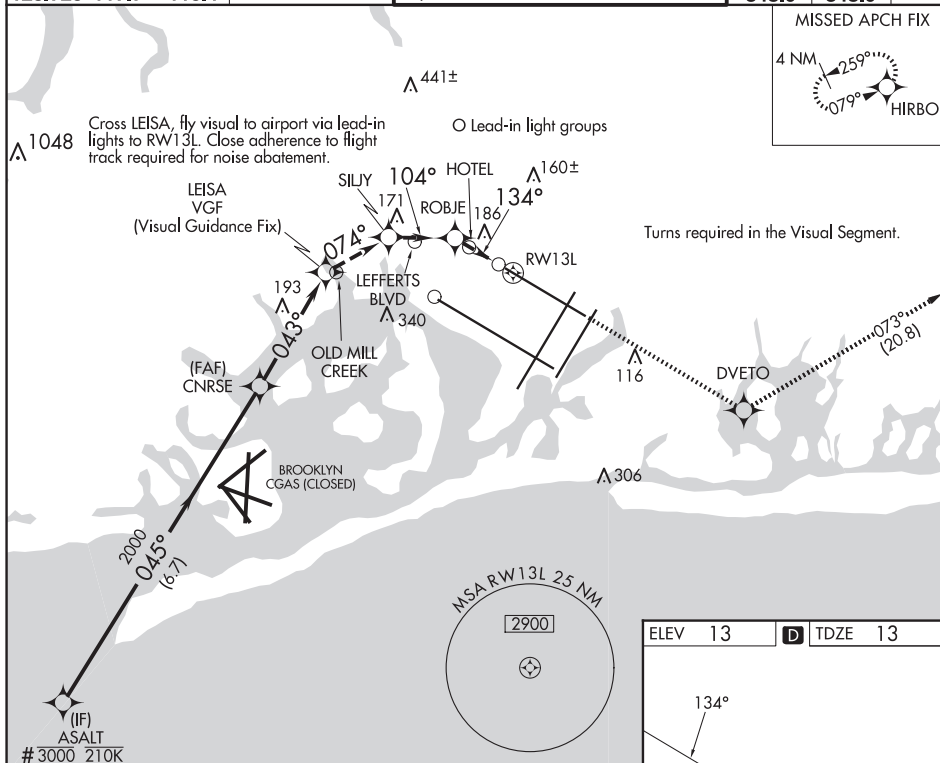 MISSED APCH FIX
4 NM
259°
079°
HIRBO
441±
1048
Cross LEISA, fly visual to airport via lead-in
lights to RW13L. Close adherence to flight
track required for noise abatement.
O Lead-in light groups
LEISA
VGF
(Visual Guidance Fix)
SILJY
104°
HOTEL
160±
171
ROBJE
186
134°
074°
Turns required in the Visual Segment.
RW13L
193
LEFFERTS
BLVD
340
043°
OLD MILL
CREEK
073°
(20.8)
(FAF)
CNRSE
116
DVETO
BROOKLYN
CGAS (CLOSED)
306
2000
045°
(6.7)
MSA RW13L 25 NM
2900
ELEV 13
D
TDZE 13
134°
(IF)
ASALT
# 3000 210K